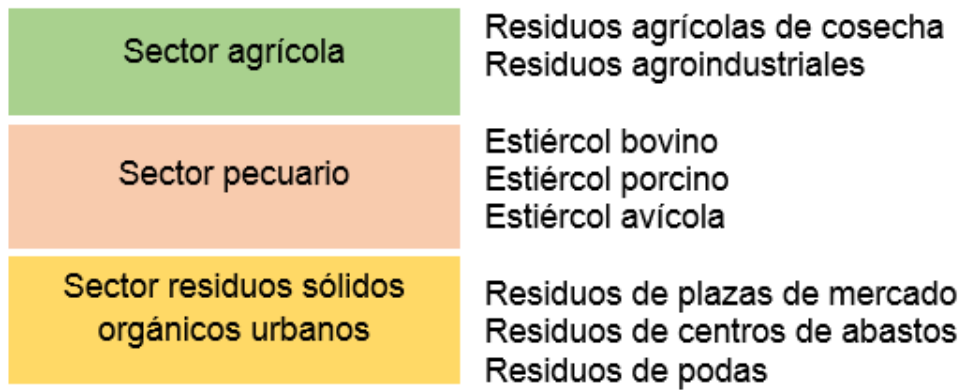 Sector agrícola
Residuos agrícolas de cosecha
Residuos agroindustriales
Sector pecuario
Estiércol bovino
Estiércol porcino
Estiércol avícola
Sector residuos sólidos
orgánicos urbanos
Residuos de plazas de mercado
Residuos de centros de abastos
Residuos de podas